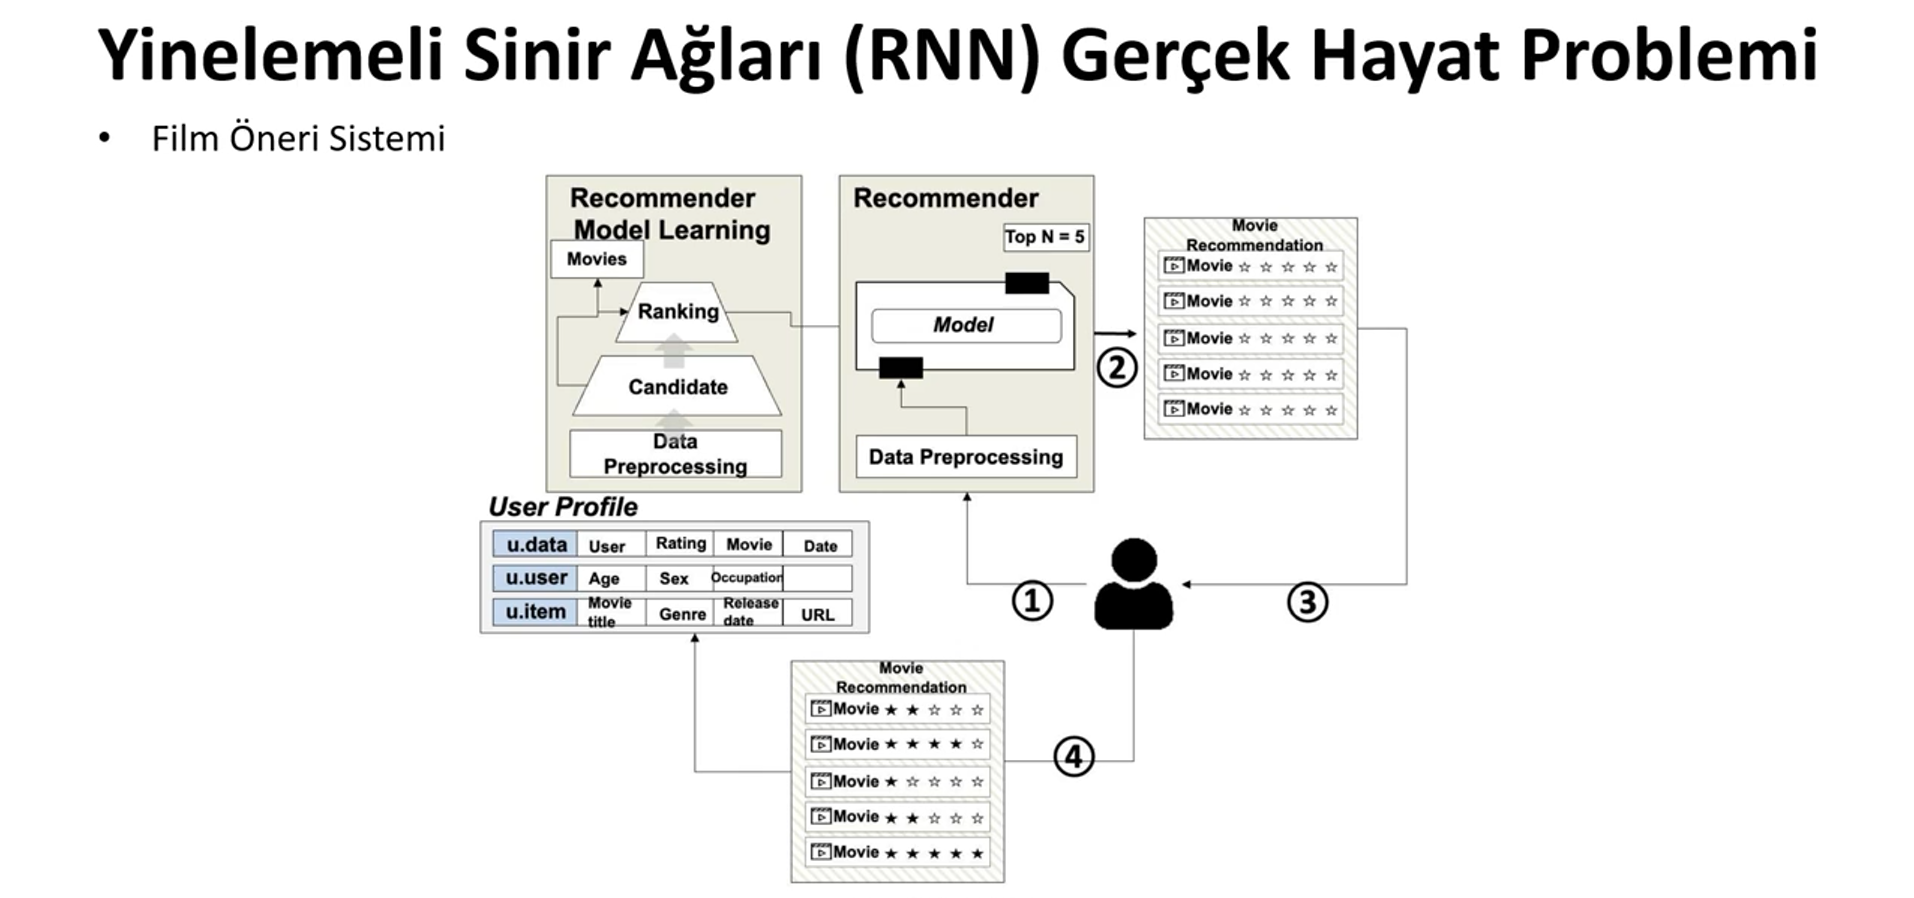 Yinelemeli Sinir Ağları (RNN) Gerçek Hayat Problemi
• Film Öneri Sistemi
Recommender
Model Learning
Movies
Ranking
Candidate
Data
Preprocessing
Recommender
Top N = 5
Model
Data Preprocessing
②
Movie
Recommendation
Movie ☆ ☆ ☆ ☆ ☆
Movie ☆ ☆ ☆ ☆ ☆
Movie ☆ ☆ ☆ ☆ ☆
Movie ☆ ☆ ☆ ☆ ☆
Movie ☆ ☆ ☆ ☆ ☆
User Profile
u.data User Rating Movie Date
u.user Age Sex Occupation
u.item Movie title Genre Release date URL
①
③
Movie
Recommendation
Movie ★ ★ ☆ ☆ ☆
Movie ★ ★ ★ ★ ☆
Movie ★ ☆ ☆ ☆ ☆
Movie ★ ★ ☆ ☆ ☆
Movie ★ ★ ★ ★ ★
④